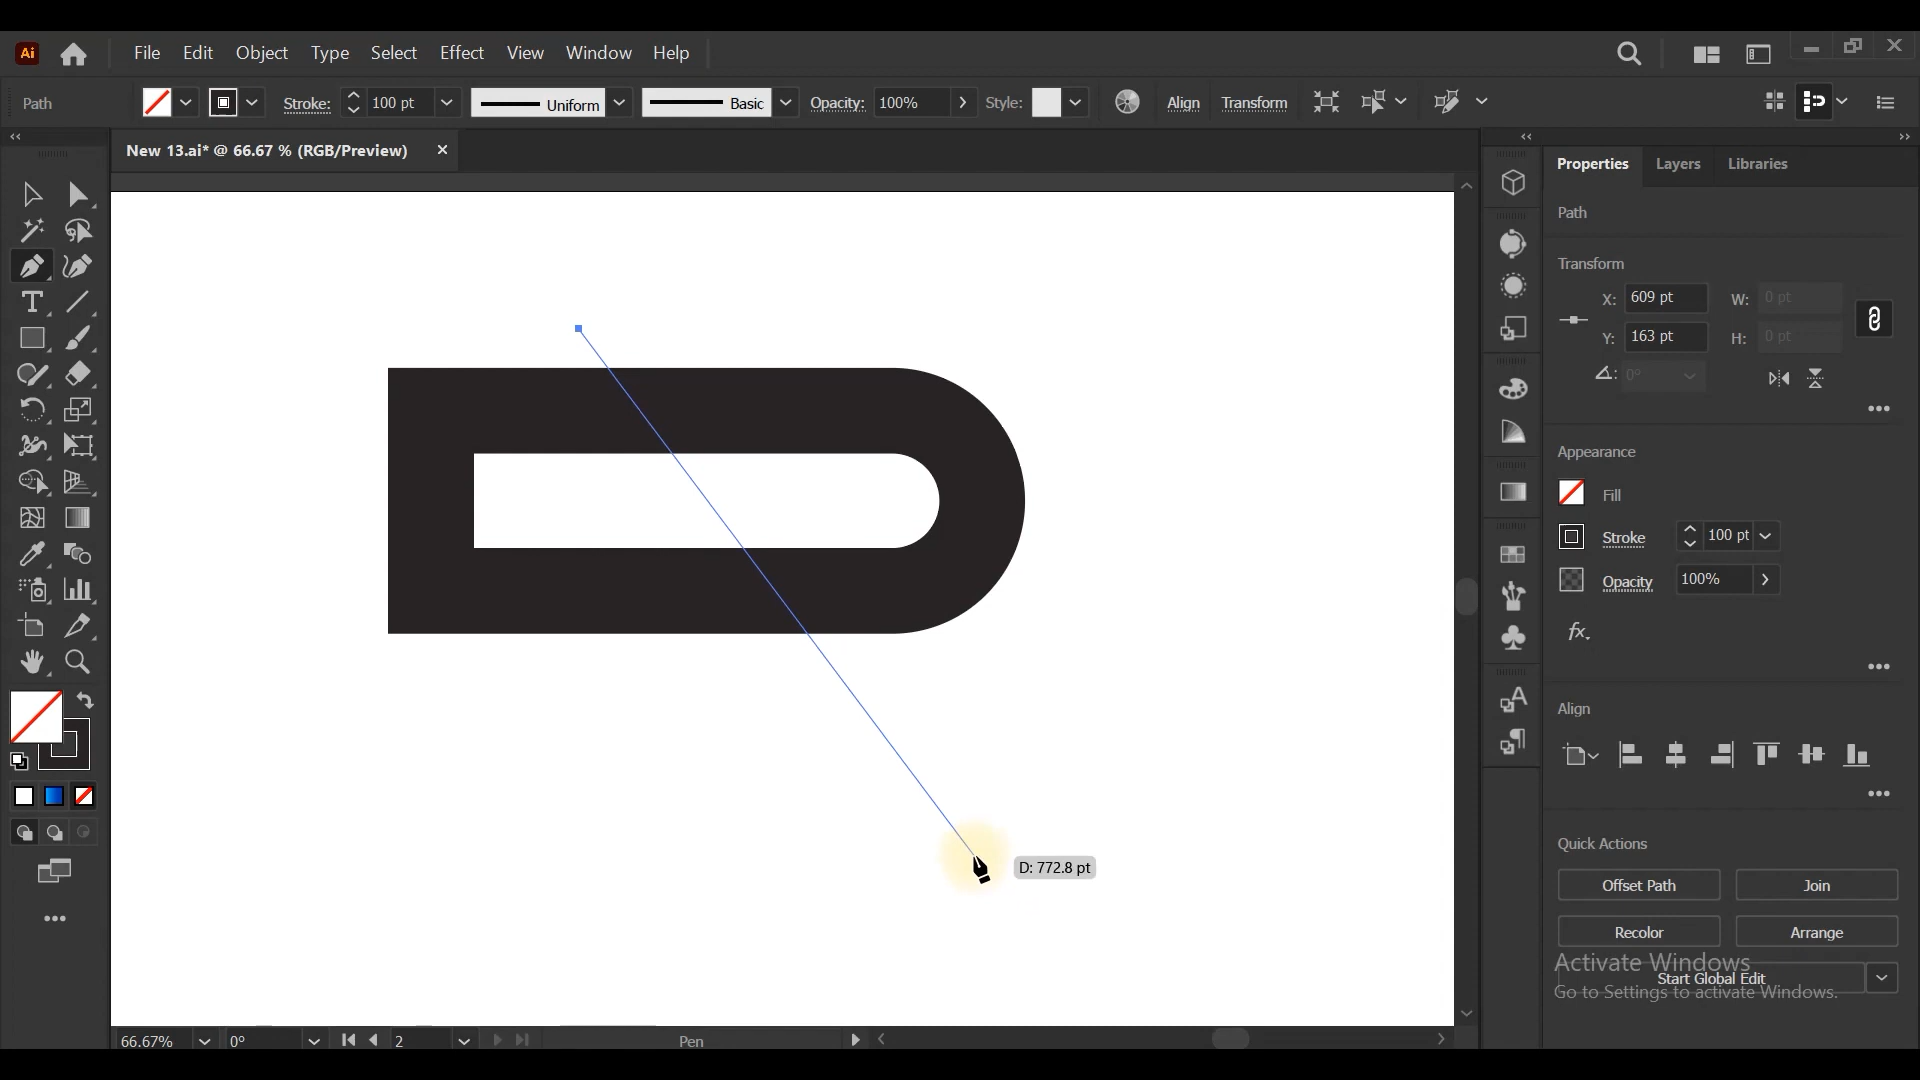 Ai File Edit Object Type Select Effect View Window Help
Path Stroke: 100 pt Uniform Basic Opacity: 100% Style: Align Transform
New 13.ai* @ 66.67 % (RGB/Preview)
Properties Layers Libraries
Path
Transform
X: 609 pt W: 0 pt
Y: 163 pt H: 0 pt
0°
Appearance
Fill
Stroke 100 pt
Opacity 100%
fx
Align
Quick Actions
Offset Path Join
Recolor Arrange
Start Global Edit
Activate Windows
Go to Settings to activate Windows.
D: 772.8 pt
66.67% 0° 2 Pen